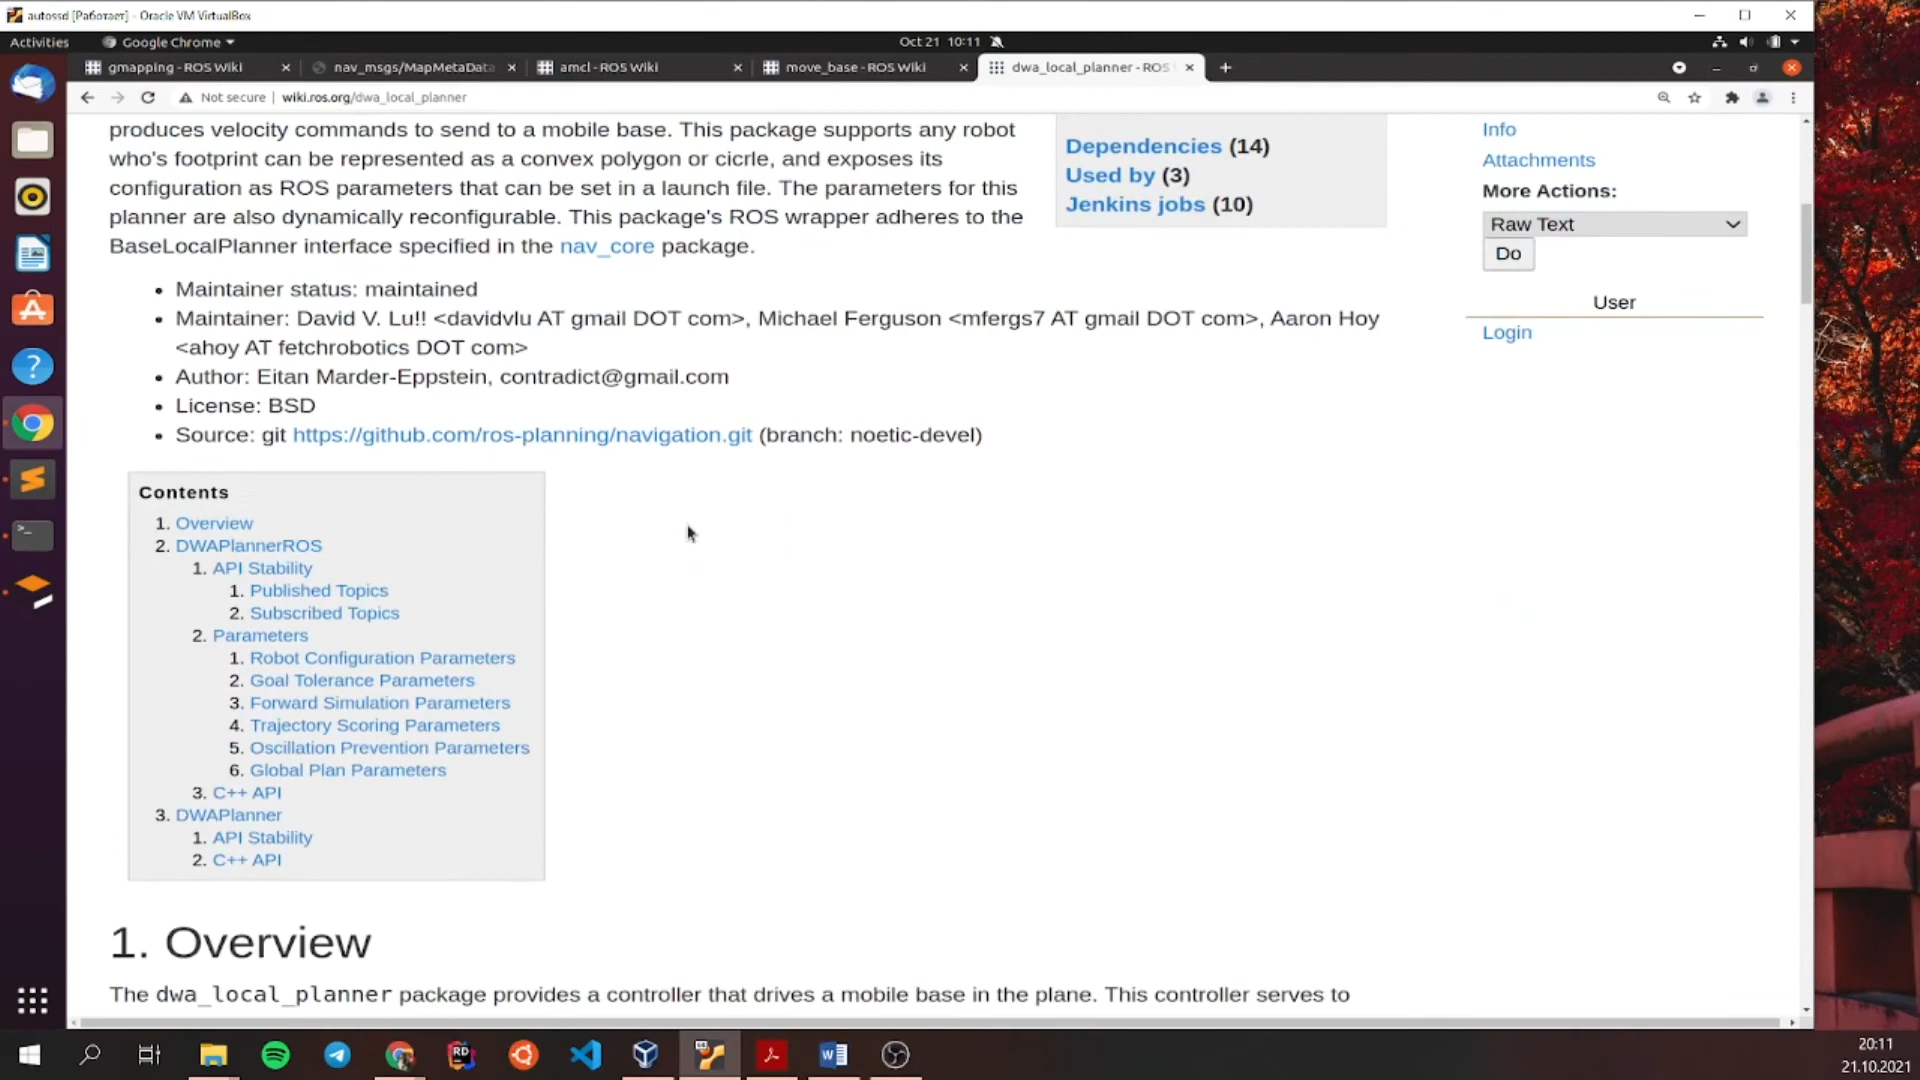 autossd [Работает] - Oracle VM VirtualBox
Activities
Google Chrome
Oct 21 10:11
gmapping - ROS Wiki
nav_msgs/MapMetaData
amcl - ROS Wiki
move_base - ROS Wiki
dwa_local_planner - ROS
Not secure | wiki.ros.org/dwa_local_planner
produces velocity commands to send to a mobile base. This package supports any robot
who's footprint can be represented as a convex polygon or cicrle, and exposes its
configuration as ROS parameters that can be set in a launch file. The parameters for this
planner are also dynamically reconfigurable. This package's ROS wrapper adheres to the
BaseLocalPlanner interface specified in the nav_core package.
Dependencies (14)
Used by (3)
Jenkins jobs (10)
Info
Attachments
More Actions:
Raw Text
Do
User
Login
• Maintainer status: maintained
• Maintainer: David V. Lu!! <davidvlu AT gmail DOT com>, Michael Ferguson <mfergs7 AT gmail DOT com>, Aaron Hoy
<ahoy AT fetchrobotics DOT com>
• Author: Eitan Marder-Eppstein, contradict@gmail.com
• License: BSD
• Source: git https://github.com/ros-planning/navigation.git (branch: noetic-devel)
Contents
1. Overview
2. DWAPlannerROS
1. API Stability
1. Published Topics
2. Subscribed Topics
2. Parameters
1. Robot Configuration Parameters
2. Goal Tolerance Parameters
3. Forward Simulation Parameters
4. Trajectory Scoring Parameters
5. Oscillation Prevention Parameters
6. Global Plan Parameters
3. C++ API
3. DWAPlanner
1. API Stability
2. C++ API
1. Overview
The dwa_local_planner package provides a controller that drives a mobile base in the plane. This controller serves to
20:11
21.10.2021